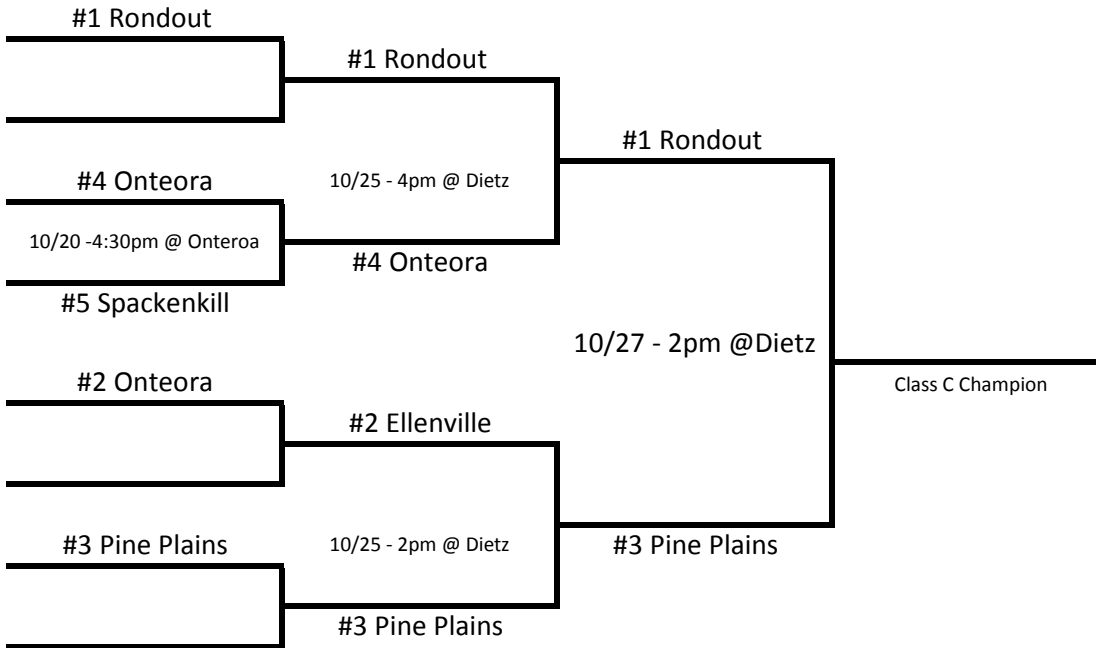 #1 Rondout
#1 Rondout
#1 Rondout
#4 Onteora
10/25 - 4pm @ Dietz
10/20 -4:30pm @ Onteroa
#4 Onteora
#5 Spackenkill
10/27 - 2pm @Dietz
#2 Onteora
Class C Champion
#2 Ellenville
#3 Pine Plains
10/25 - 2pm @ Dietz
#3 Pine Plains
#3 Pine Plains